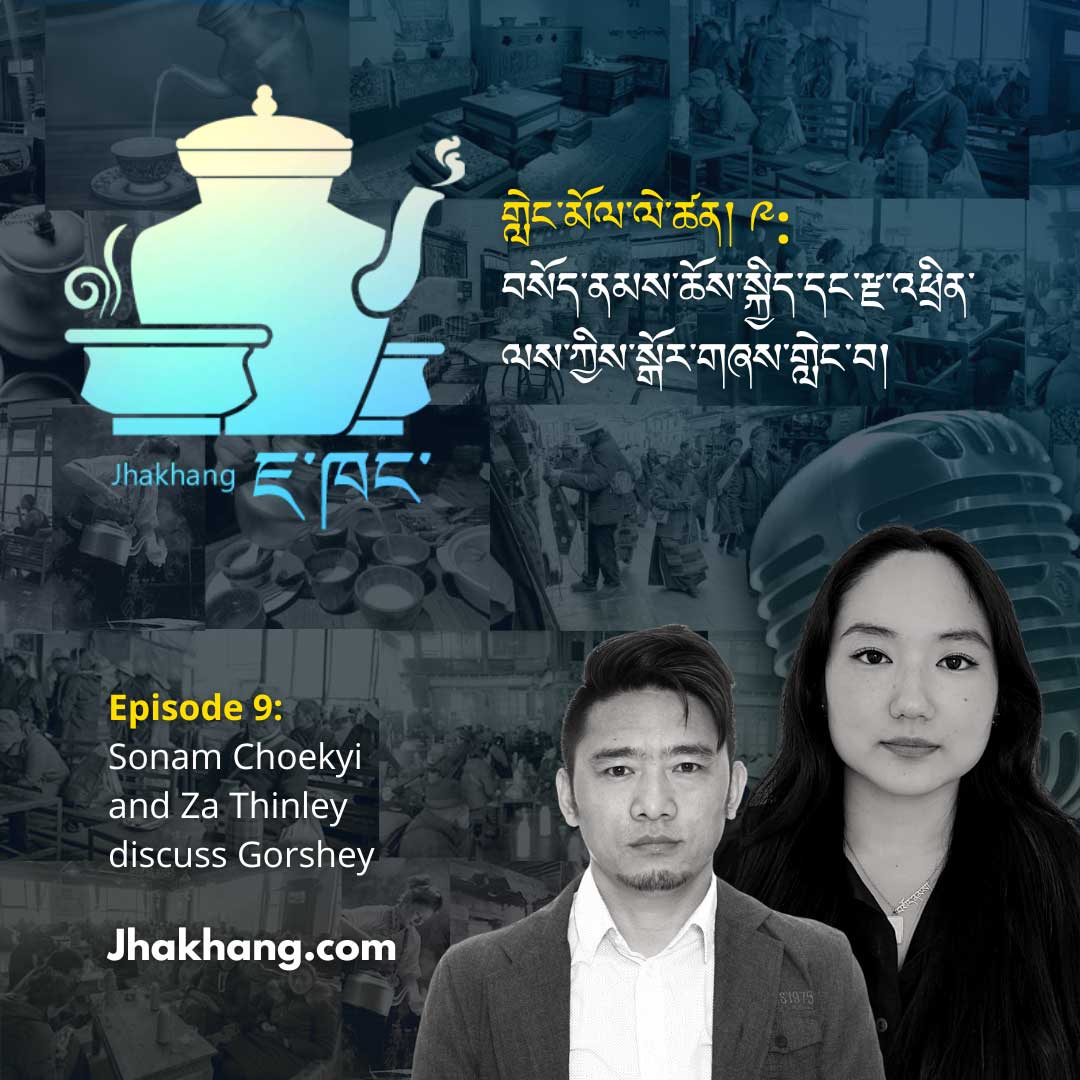 གླེང་མོལ་ལེ་ཚན། ༩:
བསོད་ནམས་ཆོས་སྐྱིད་དང་རྫ་འཕྲིན་
ལས་ཀྱིས་སྒོར་གཞས་གླེང་བ།
Jhakhang ཇ་ཁང་
Episode 9:
Sonam Choekyi
and Za Thinley
discuss Gorshey
Jhakhang.com
S1975